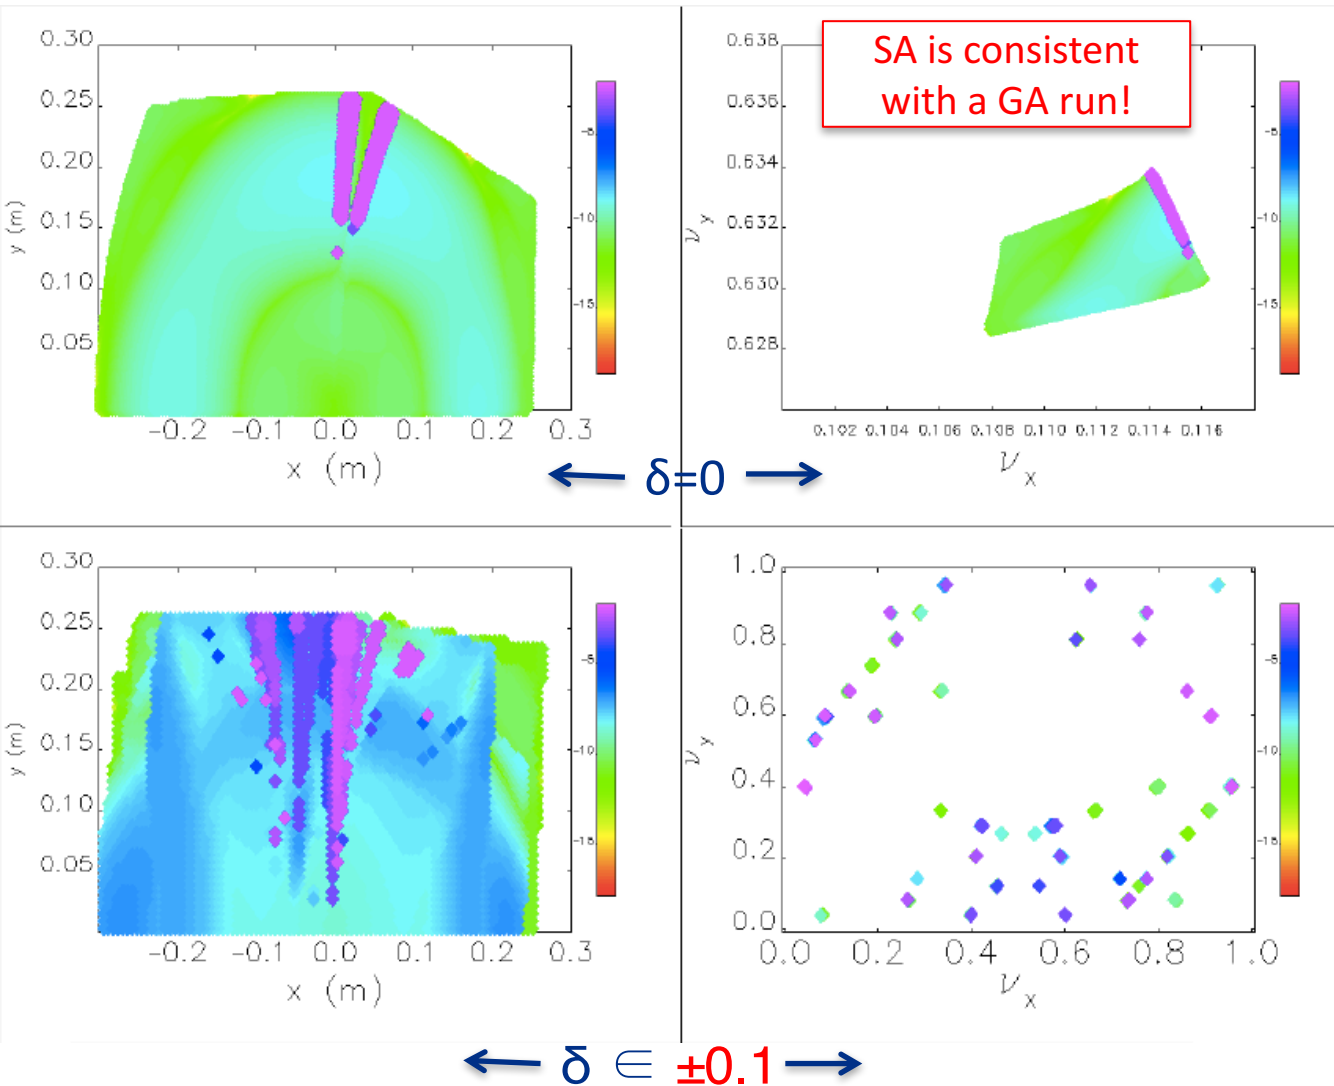 0.30
0.25
0.20
0.15
0.10
0.05
y (m)
-0.2 -0.1 0.0 0.1 0.2 0.3
x (m)
-5.
-10.
-15.
SA is consistent
with a GA run!
0.638
0.636
0.634
0.632
0.630
0.628
ν y
0.102 0.104 0.106 0.108 0.110 0.112 0.114 0.116
ν x
-5.
-10.
-15.
← δ=0 →
0.30
0.25
0.20
0.15
0.10
0.05
y (m)
-0.2 -0.1 0.0 0.1 0.2 0.3
x (m)
-5.
-10.
-15.
1.0
0.8
0.6
0.4
0.2
0.0
ν y
0.0 0.2 0.4 0.6 0.8 1.0
ν x
-5.
-10.
-15.
← δ ∈ ±0.1 →